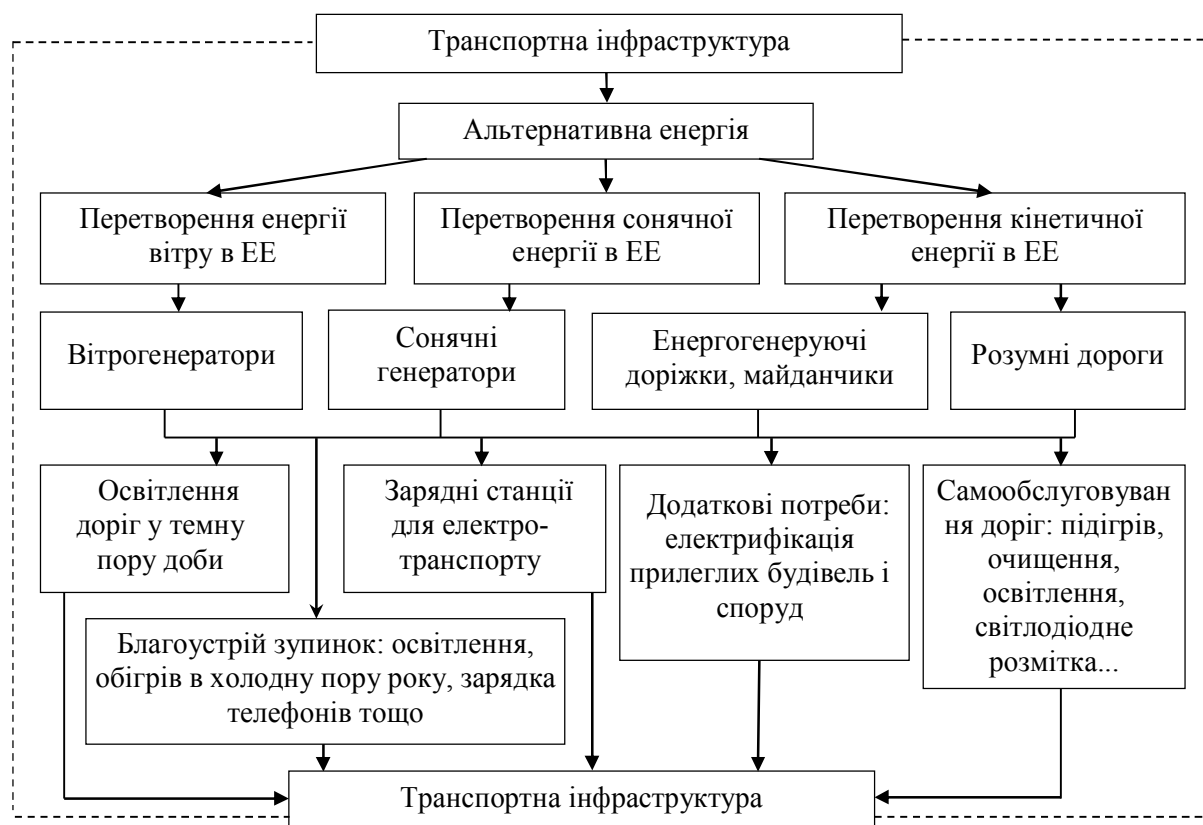 Транспортна інфраструктура
Альтернативна енергія
Перетворення енергії
вітру в ЕЕ
Перетворення сонячної
енергії в ЕЕ
Перетворення кінетичної
енергії в ЕЕ
Вітрогенератори
Сонячні
генератори
Енергогенеруючі
доріжки, майданчики
Розумні дороги
Освітлення
доріг у темну
пору доби
Зарядні станції
для електро-
транспорту
Додаткові потреби:
електрифікація
прилеглих будівель і
споруд
Самообслуговуван
ня доріг: підігрів,
очищення,
освітлення,
світлодіодне
розмітка...
Благоустрій зупинок: освітлення,
обігрів в холодну пору року, зарядка
телефонів тощо
Транспортна інфраструктура